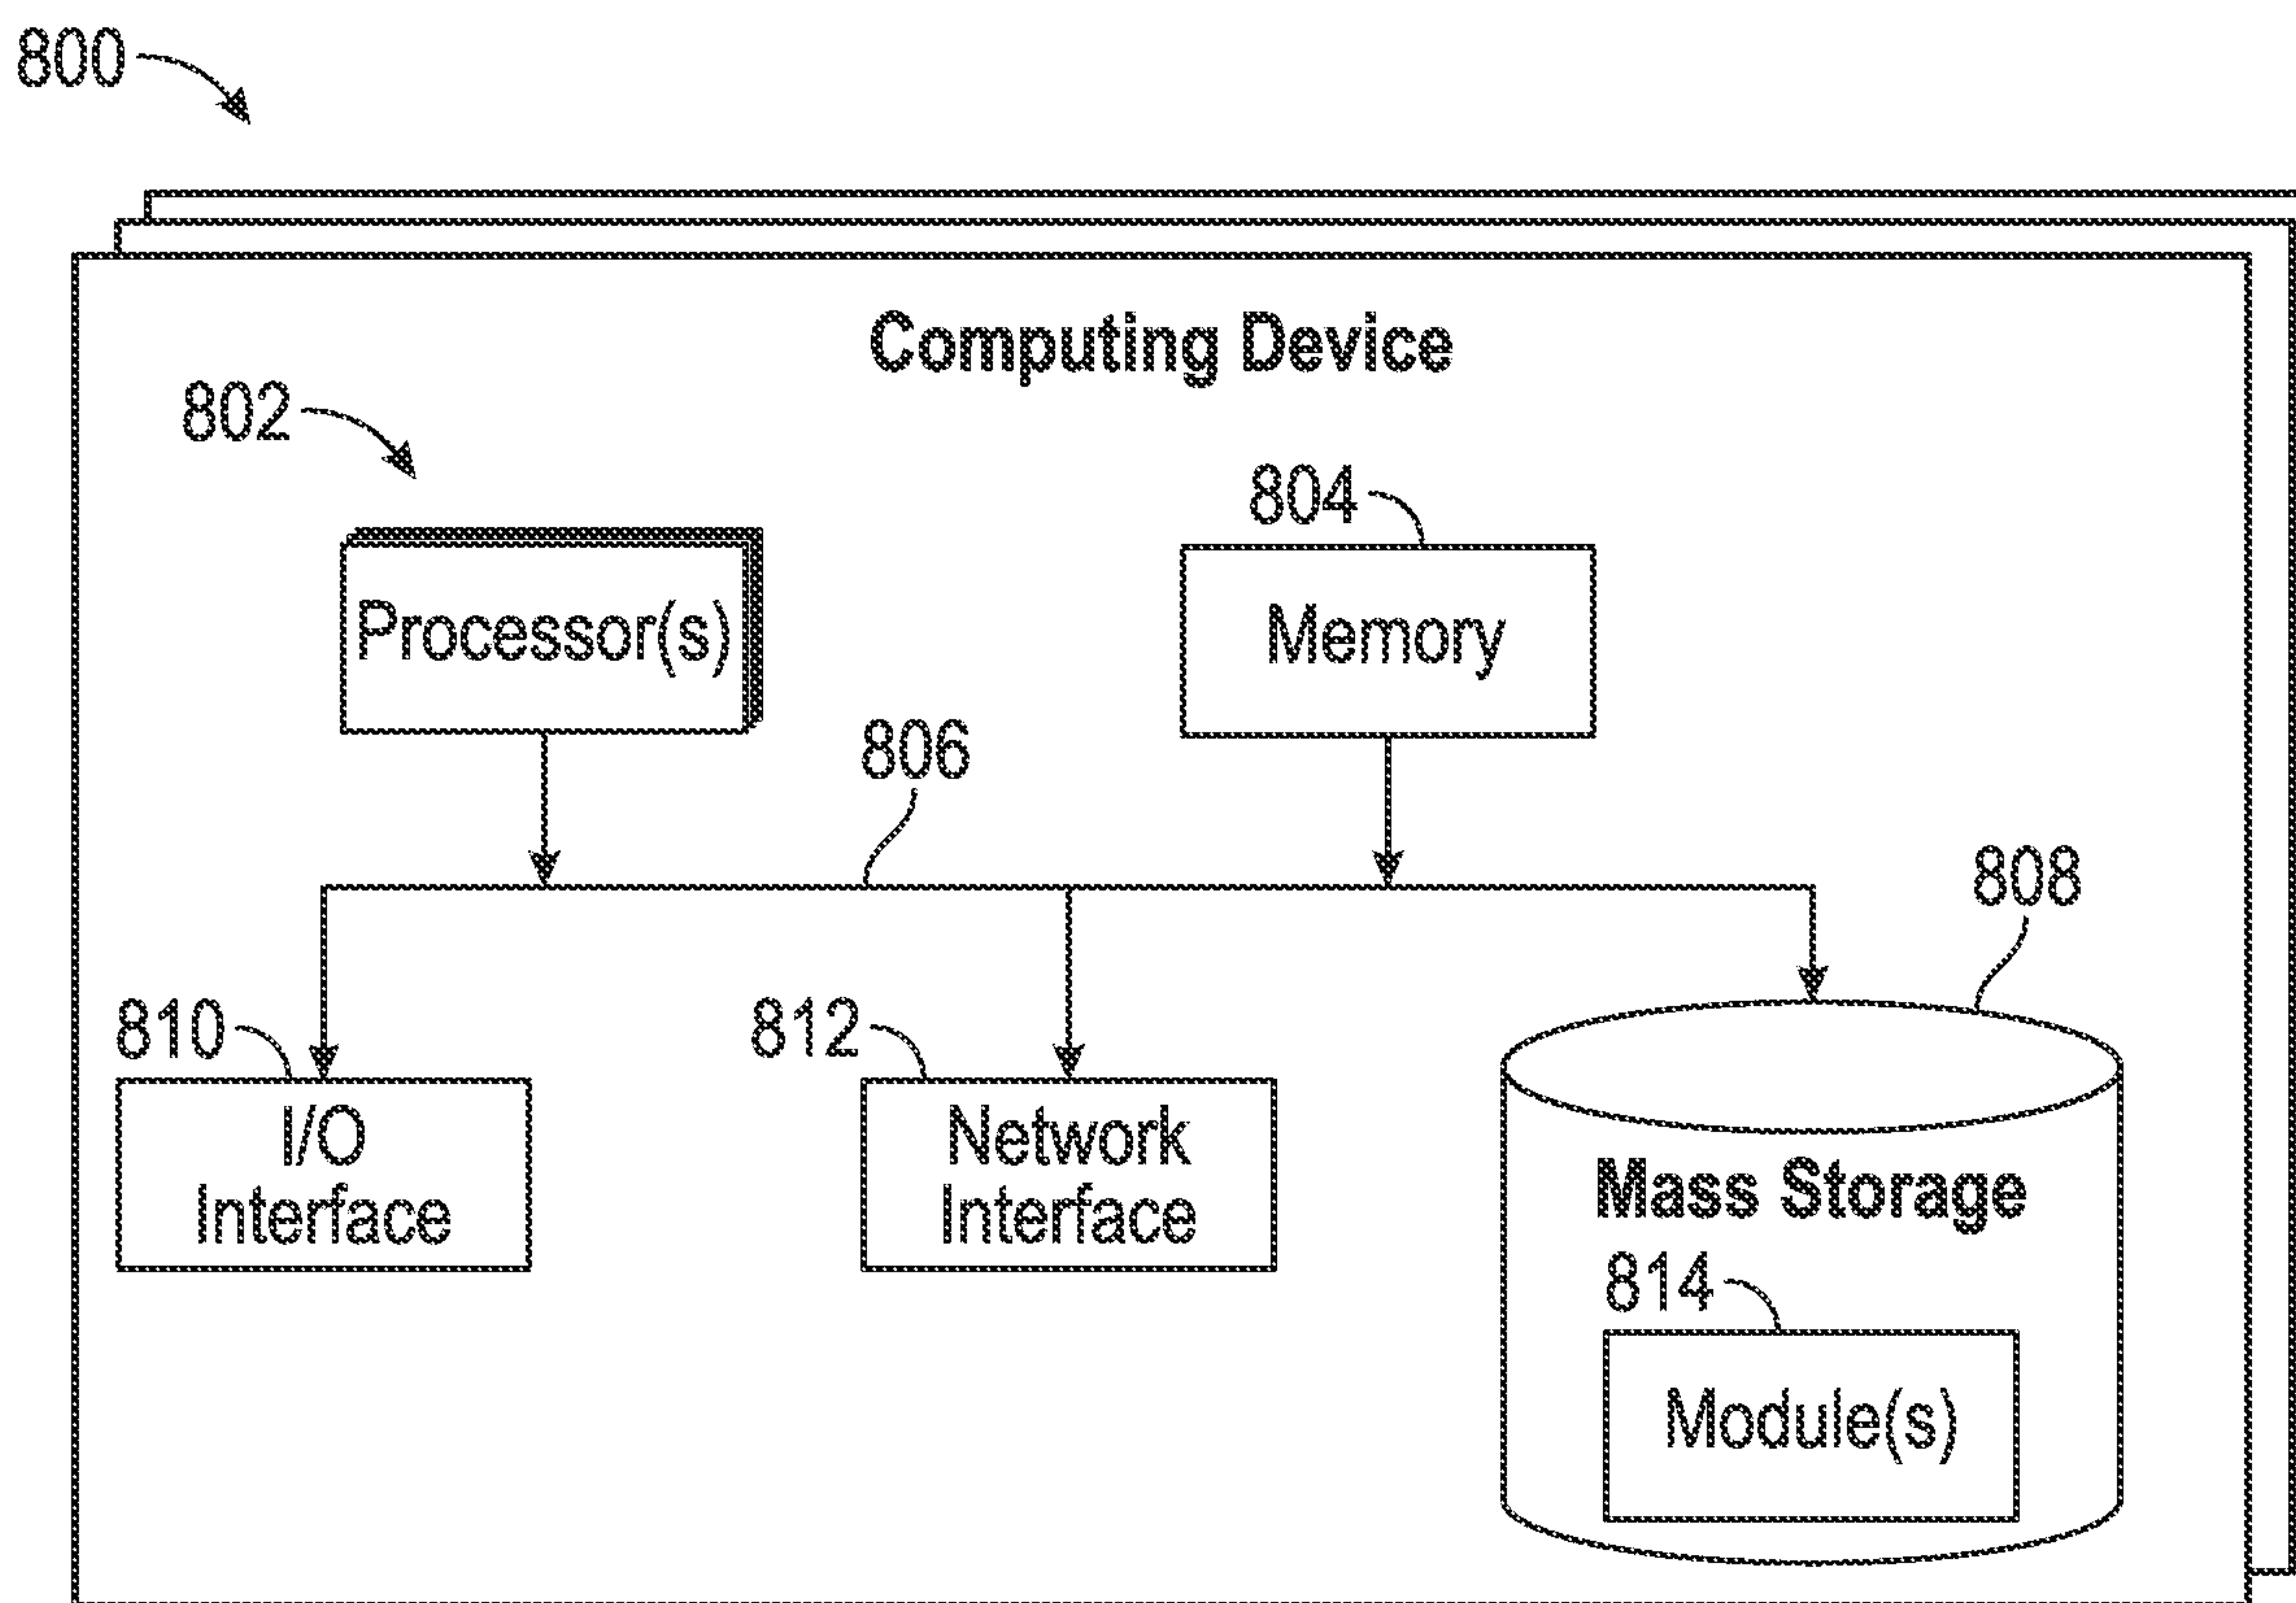 800
Computing Device
802
804
Processor(s)
Memory
806
808
810
812
I/O
Interface
Network
Interface
Mass Storage
814
Module(s)